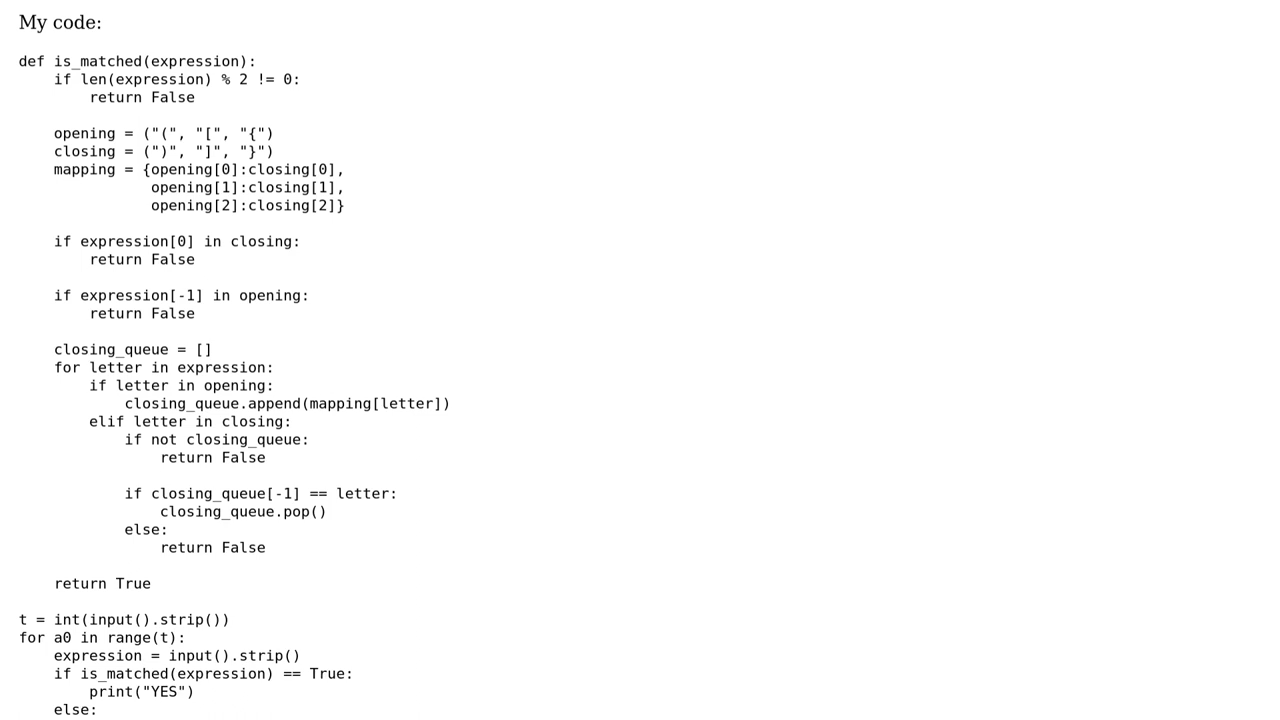 My code:
def is_matched(expression):
    if len(expression) % 2 != 0:
        return False

    opening = ("(", "[", "{")
    closing = (")", "]", "}")
    mapping = {opening[0]:closing[0],
               opening[1]:closing[1],
               opening[2]:closing[2]}

    if expression[0] in closing:
        return False

    if expression[-1] in opening:
        return False

    closing_queue = []
    for letter in expression:
        if letter in opening:
            closing_queue.append(mapping[letter])
        elif letter in closing:
            if not closing_queue:
                return False

            if closing_queue[-1] == letter:
                closing_queue.pop()
            else:
                return False

    return True

t = int(input().strip())
for a0 in range(t):
    expression = input().strip()
    if is_matched(expression) == True:
        print("YES")
    else: